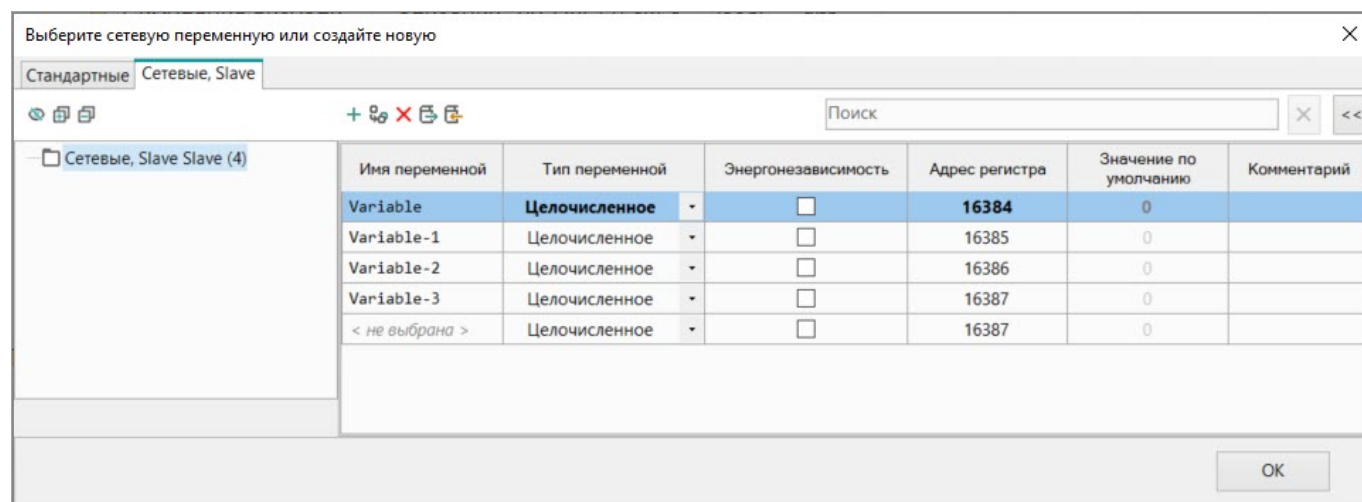 Выберите сетевую переменную или создайте новую
Стандартные Сетевые, Slave
Поиск
<<
Сетевые, Slave Slave (4)
Имя переменной Тип переменной Энергонезависимость Адрес регистра Значение по умолчанию Комментарий
Variable Целочисленное 16384 0
Variable-1 Целочисленное 16385 0
Variable-2 Целочисленное 16386 0
Variable-3 Целочисленное 16387 0
< не выбрана > Целочисленное 16387 0
OK